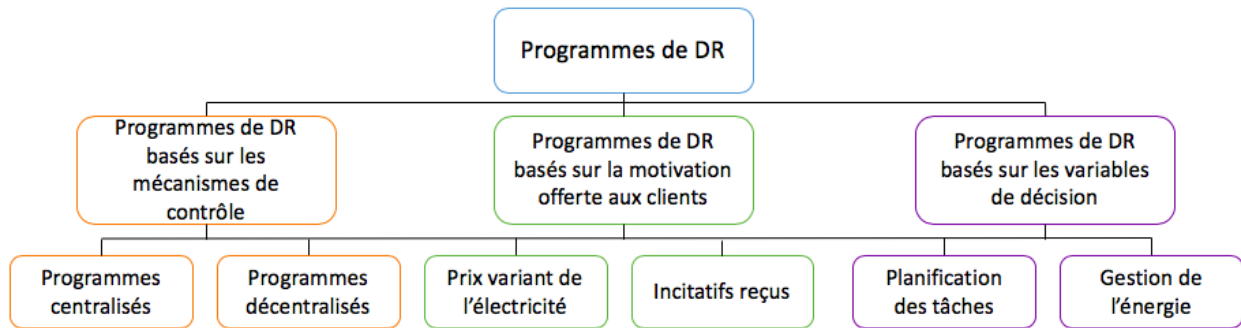 Programmes de DR
Programmes de DR
basés sur les
mécanismes de
contrôle
Programmes de DR
basés sur la motivation
offerte aux clients
Programmes de DR
basés sur les variables
de décision
Programmes
centralisés
Programmes
décentralisés
Prix variant de
l'électricité
Incitatifs reçus
Planification
des tâches
Gestion de
l'énergie